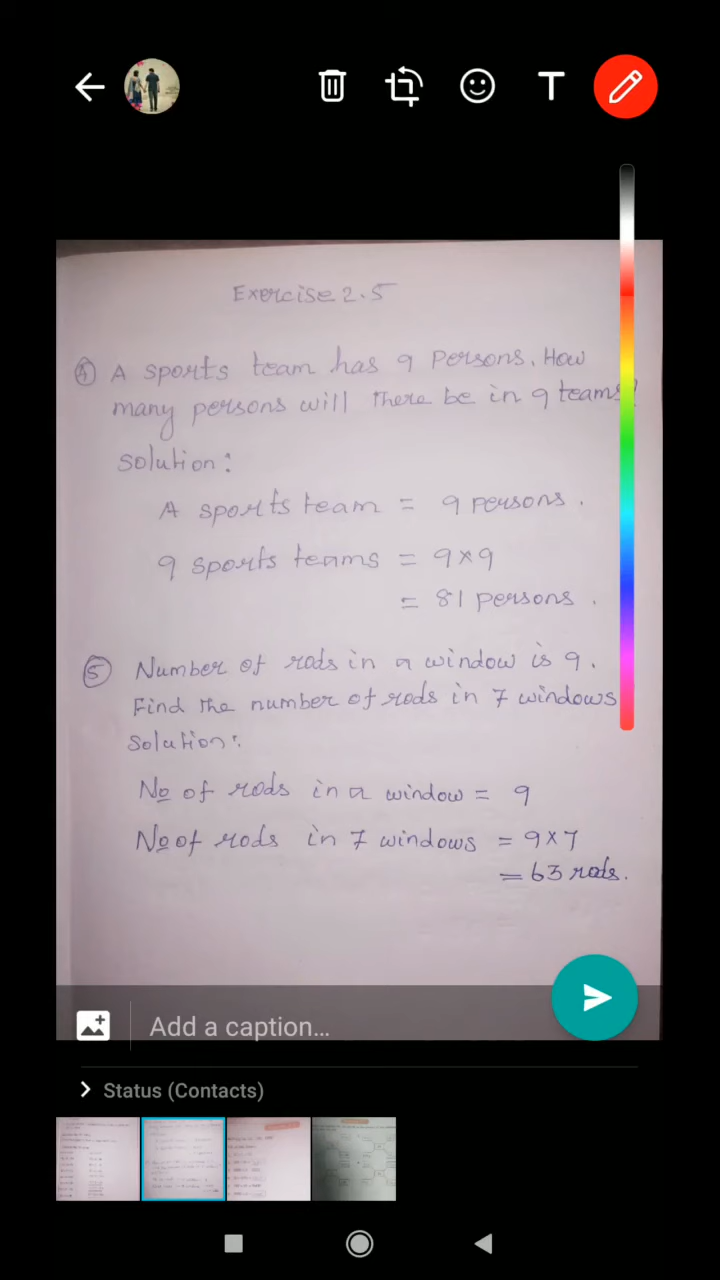 T
Exercise 2.5
4 A sports team has 9 persons. How
many persons will there be in 9 teams?
Solution:
A sports team = 9 persons.
9 sports teams = 9×9
= 81 persons.
5 Number of rods in a window is 9.
Find the number of rods in 7 windows
Solution:
No of rods in a window = 9
No of rods in 7 windows = 9×7
= 63 rods.
Add a caption...
Status (Contacts)